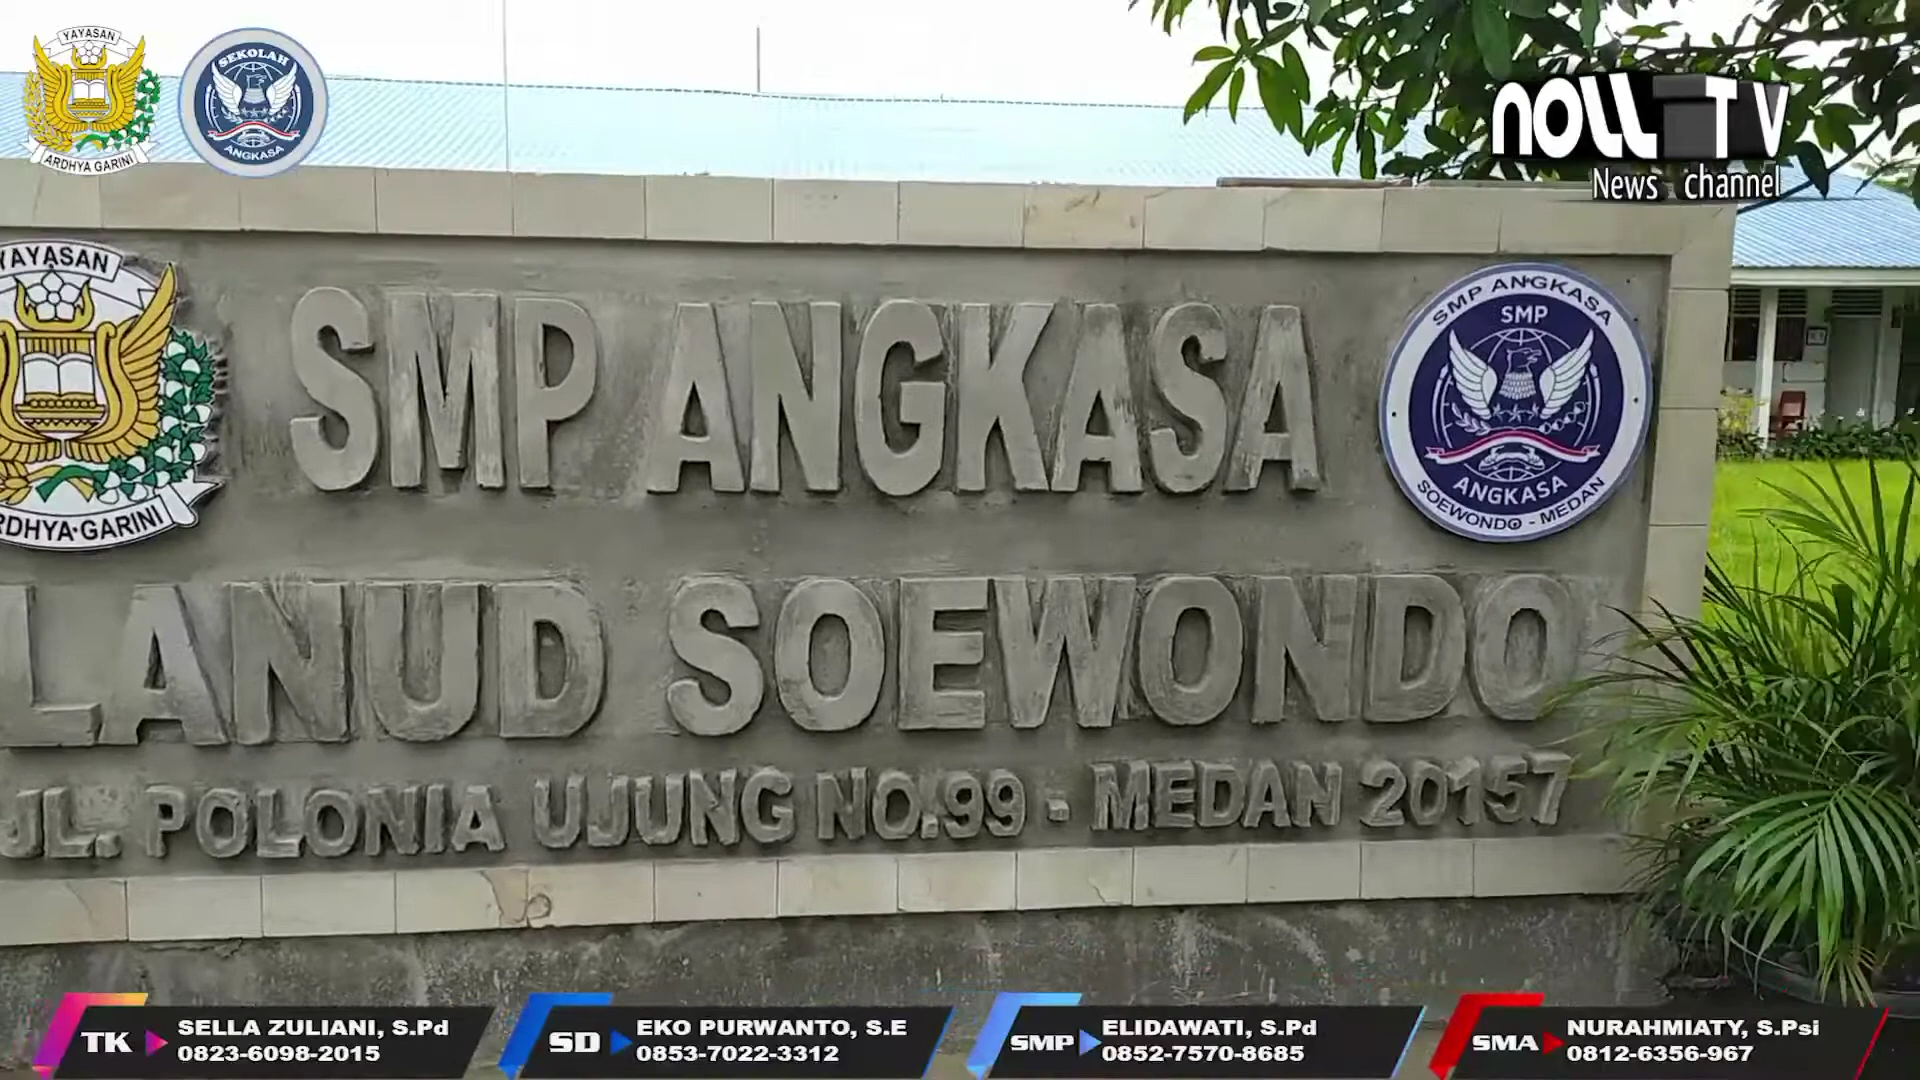 YAYASAN
ARDHYA GARINI
SEKOLAH
ANGKASA
NOLL TV
News channel
YAYASAN
ARDHYA·GARINI
SMP ANGKASA
SMP ANGKASA
SMP
ANGKASA
SOEWONDO - MEDAN
LANUD SOEWONDO
JL. POLONIA UJUNG NO.99 - MEDAN 20157
TK
SELLA ZULIANI, S.Pd
0823-6098-2015
SD
EKO PURWANTO, S.E
0853-7022-3312
SMP
ELIDAWATI, S.Pd
0852-7570-8685
SMA
NURAHMIATY, S.Psi
0812-6356-967